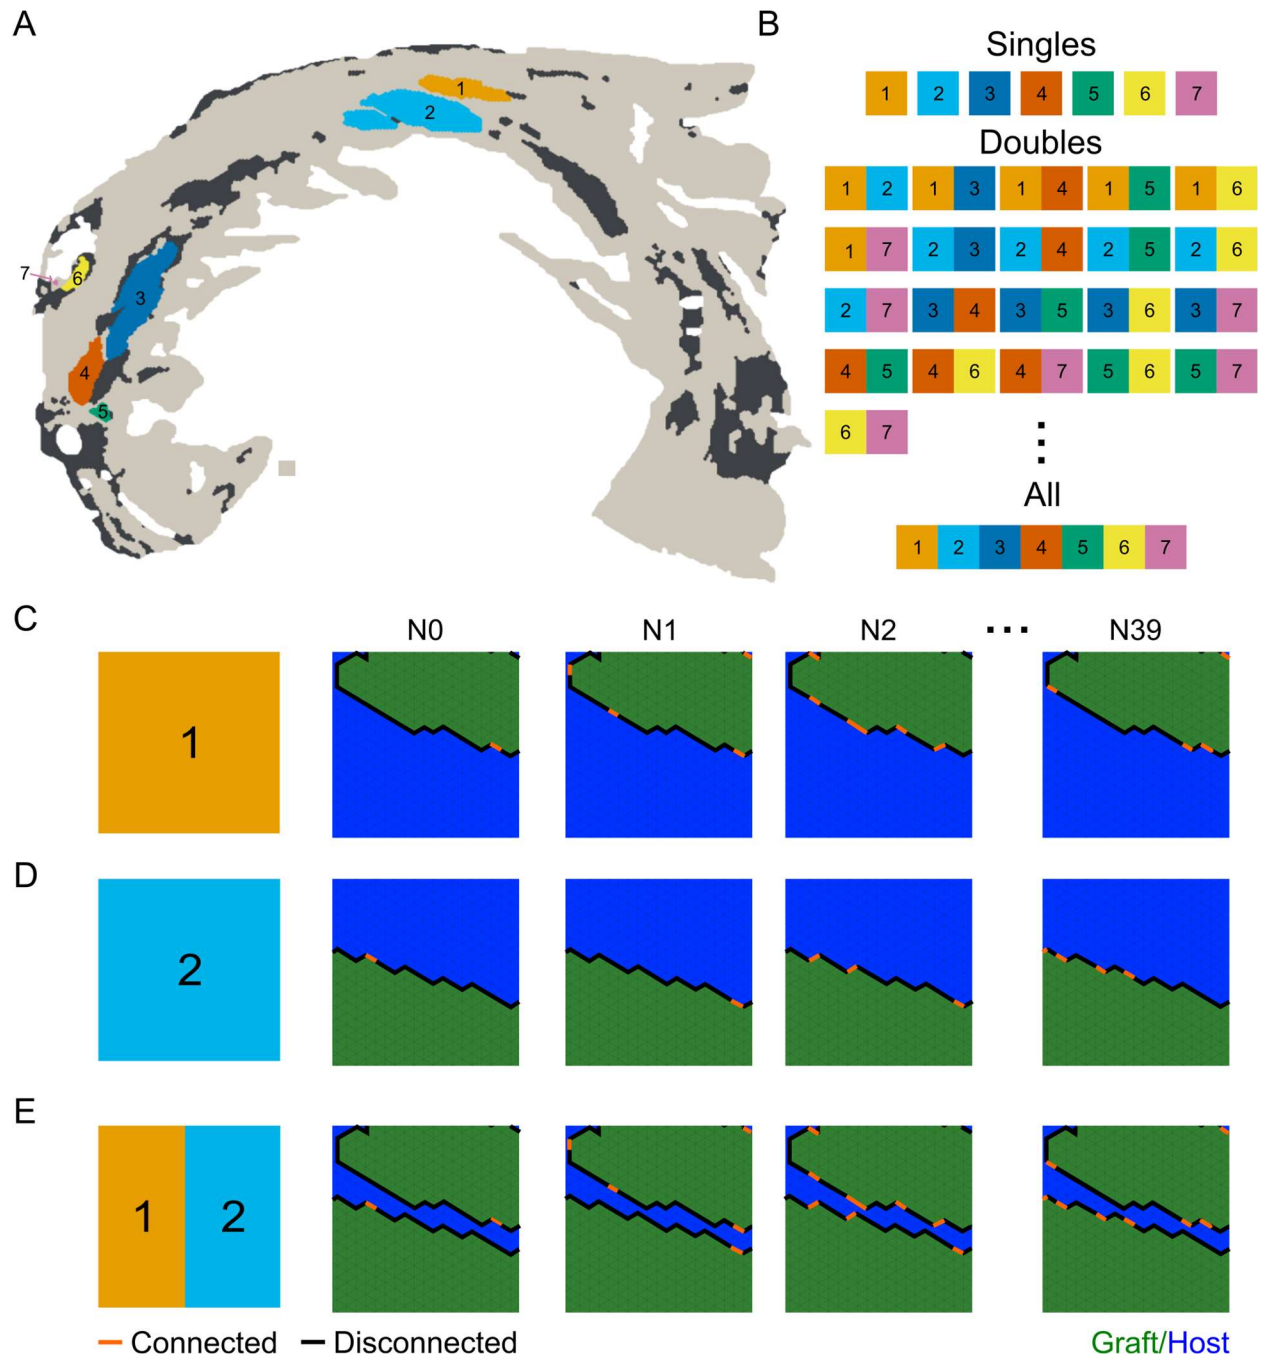 A
1
2
3
4
5
6
7
B
Singles
1 2 3 4 5 6 7
Doubles
1 2 1 3 1 4 1 5 1 6
1 7 2 3 2 4 2 5 2 6
2 7 3 4 3 5 3 6 3 7
4 5 4 6 4 7 5 6 5 7
6 7
All
1 2 3 4 5 6 7
C
N0 N1 N2 ... N39
1
D
2
E
1 2
Connected Disconnected Graft/Host